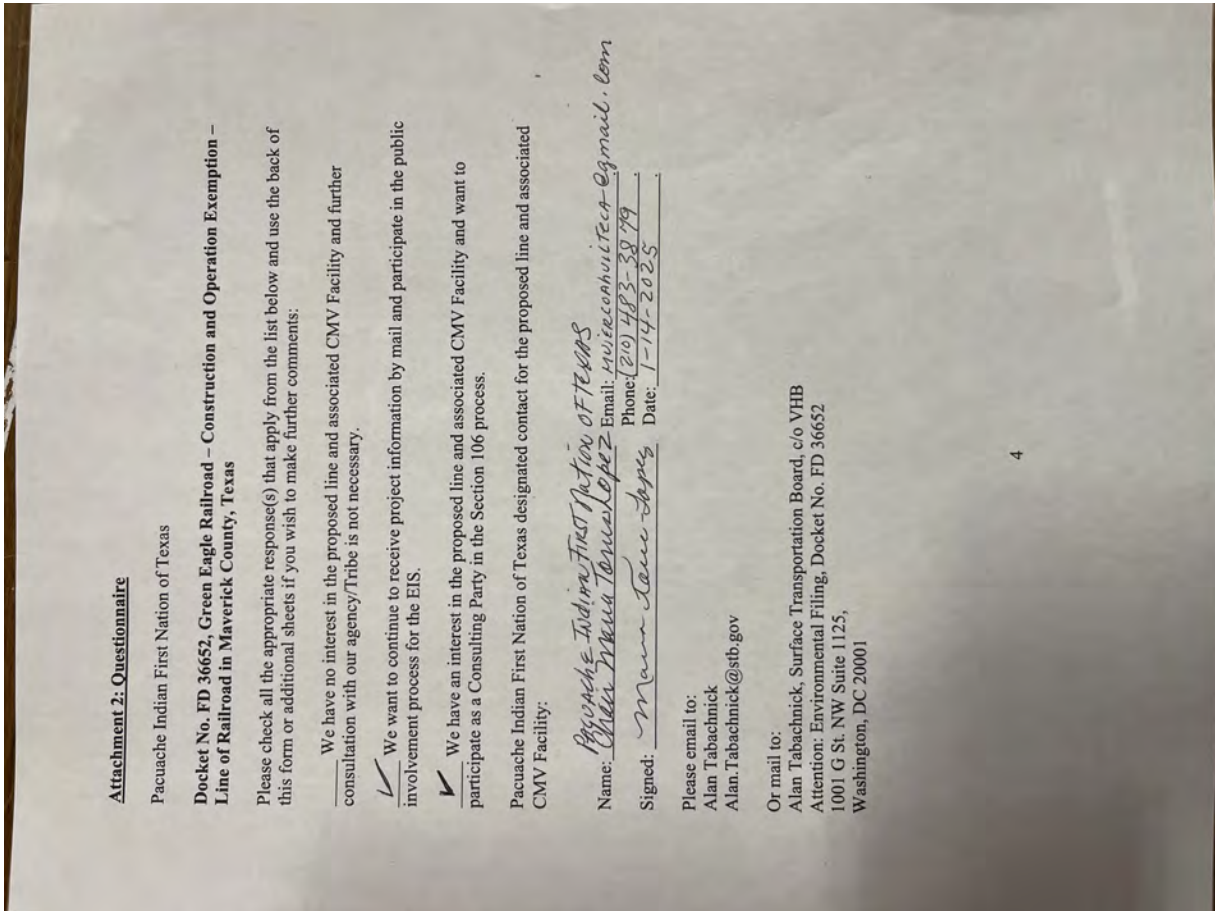 Attachment 2: Questionnaire
Pacuache Indian First Nation of Texas
Docket No. FD 36652, Green Eagle Railroad – Construction and Operation Exemption –
Line of Railroad in Maverick County, Texas
Please check all the appropriate response(s) that apply from the list below and use the back of
this form or additional sheets if you wish to make further comments:
____ We have no interest in the proposed line and associated CMV Facility and further
consultation with our agency/Tribe is not necessary.
✓ We want to continue to receive project information by mail and participate in the public
involvement process for the EIS.
✓ We have an interest in the proposed line and associated CMV Facility and want to
participate as a Consulting Party in the Section 106 process.
Pacuache Indian First Nation of Texas designated contact for the proposed line and associated
CMV Facility:
PAQUACHE INDIAN FIRST NATION OF TEXAS
Name: Chair Maria Torres Lopez Email: MUJERCOAHUILTECA@gmail.com
Phone: (210) 483-3879.
Signed: Maria Torres Lopez Date: 1-14-2025.
Please email to:
Alan Tabachnick
Alan.Tabachnick@stb.gov
Or mail to:
Alan Tabachnick, Surface Transportation Board, c/o VHB
Attention: Environmental Filing, Docket No. FD 36652
1001 G St. NW Suite 1125,
Washington, DC 20001
4